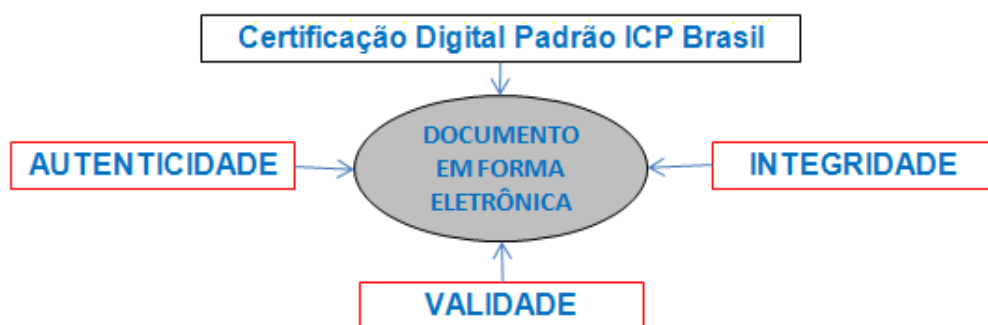 Certificação Digital Padrão ICP Brasil
DOCUMENTO
EM FORMA
ELETRÔNICA
AUTENTICIDADE
INTEGRIDADE
VALIDADE